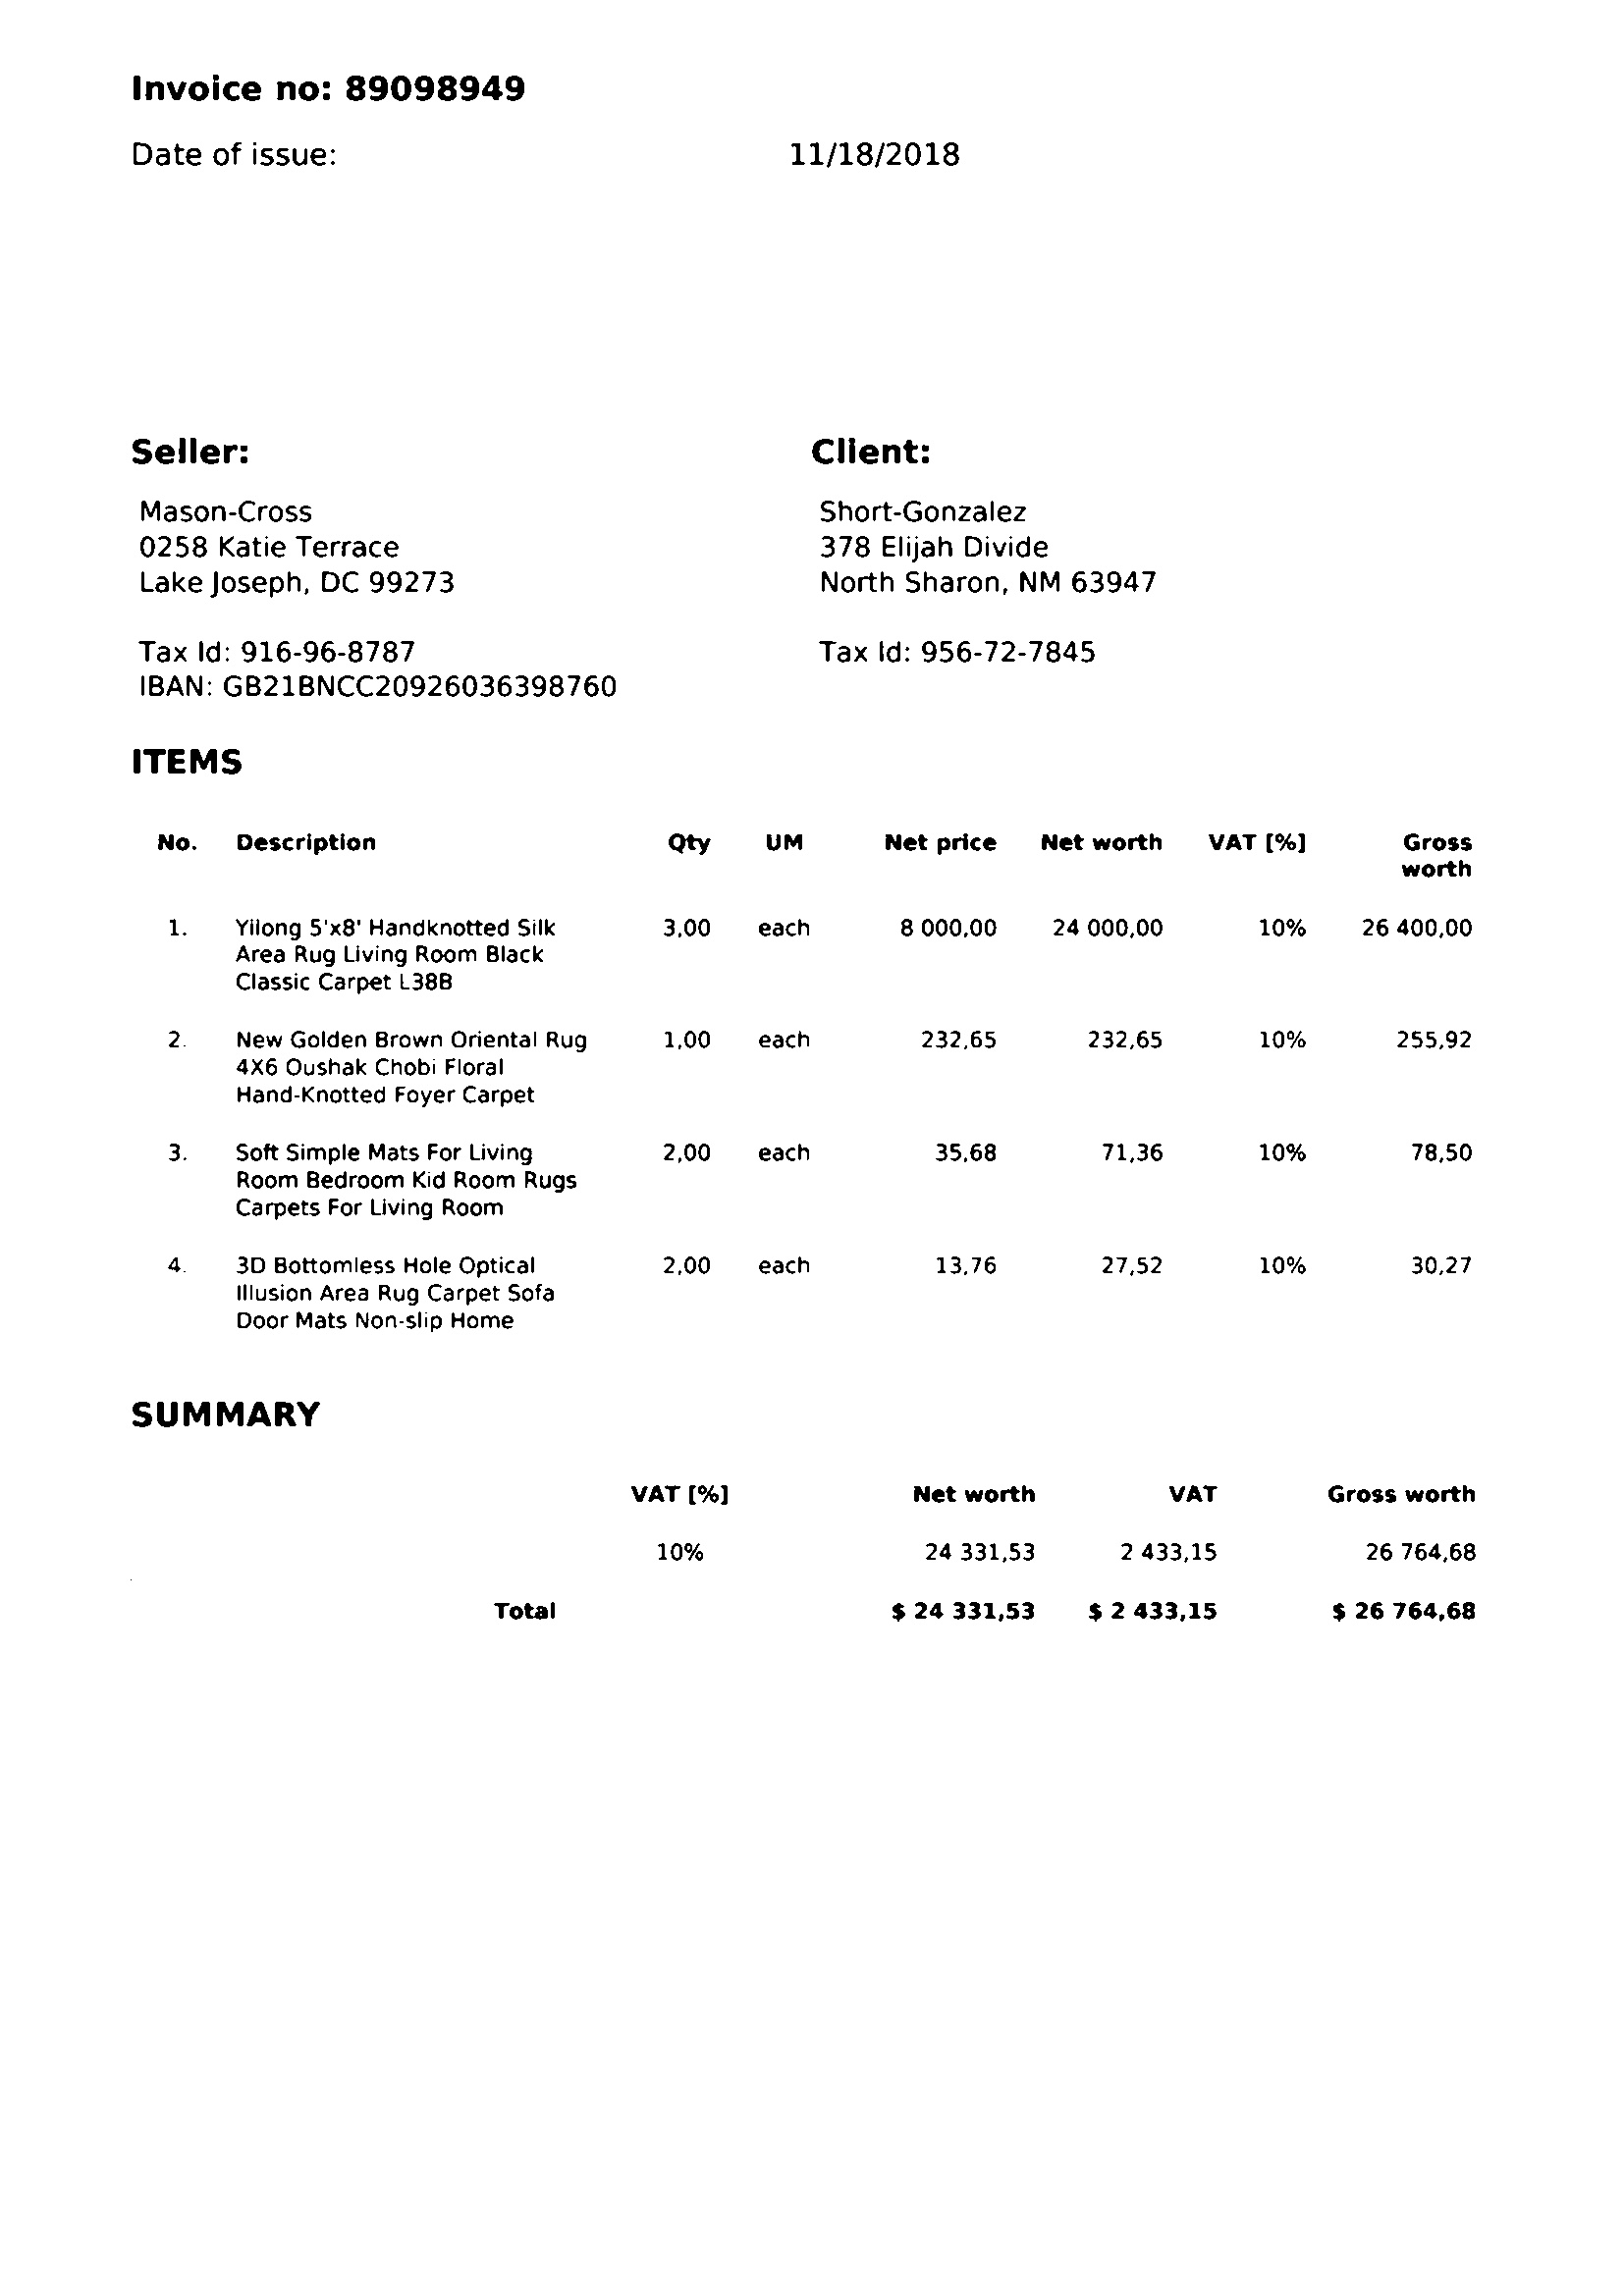 Invoice no: 89098949
Date of issue: 11/18/2018
Seller: Client:
Mason-Cross Short-Gonzalez
0258 Katie Terrace 378 Elijah Divide
Lake Joseph, DC 99273 North Sharon, NM 63947
Tax Id: 916-96-8787 Tax Id: 956-72-7845
IBAN: GB21BNCC20926036398760
ITEMS
No. Description Qty UM Net price Net worth VAT [%] Gross
worth
1. Yilong 5'x8' Handknotted Silk 3,00 each 8 000,00 24 000,00 10% 26 400,00
Area Rug Living Room Black
Classic Carpet L38B
2. New Golden Brown Oriental Rug 1,00 each 232,65 232,65 10% 255,92
4X6 Oushak Chobi Floral
Hand-Knotted Foyer Carpet
3. Soft Simple Mats For Living 2,00 each 35,68 71,36 10% 78,50
Room Bedroom Kid Room Rugs
Carpets For Living Room
4. 3D Bottomless Hole Optical 2,00 each 13,76 27,52 10% 30,27
Illusion Area Rug Carpet Sofa
Door Mats Non-slip Home
SUMMARY
VAT [%] Net worth VAT Gross worth
10% 24 331,53 2 433,15 26 764,68
Total $ 24 331,53 $ 2 433,15 $ 26 764,68